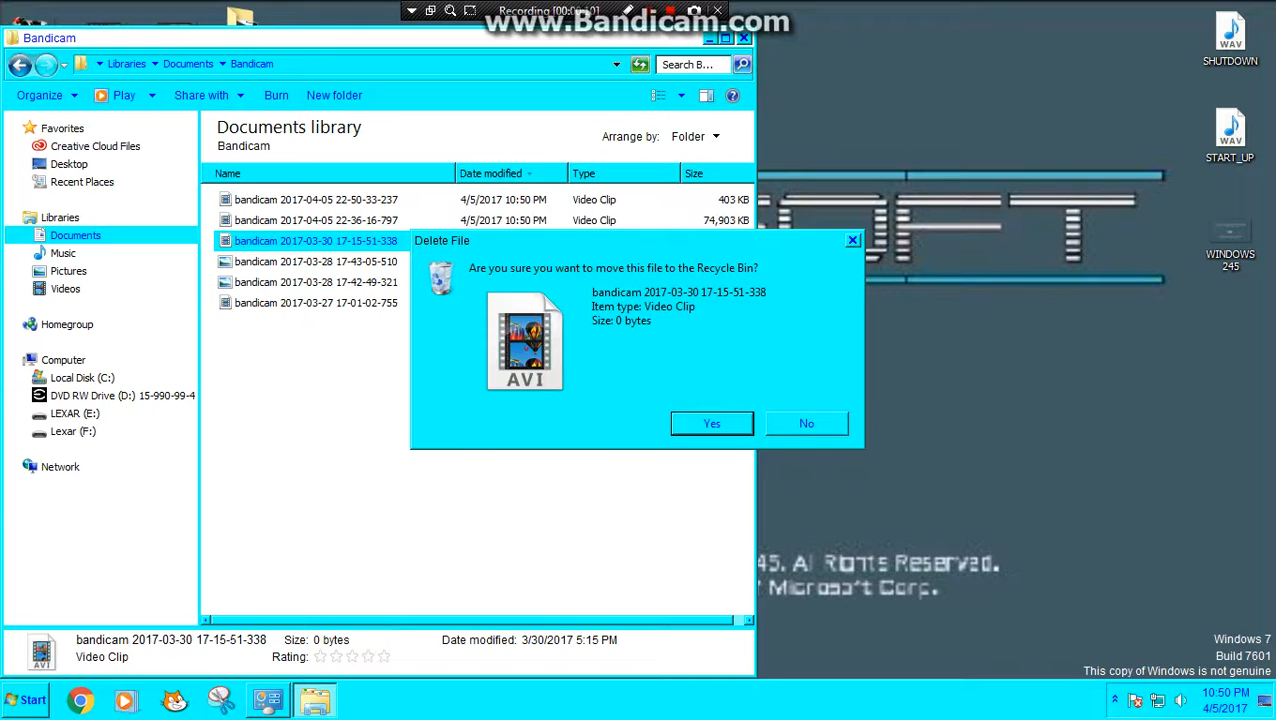 www.Bandicam.com
Bandicam
Libraries Documents Bandicam
Search B...
Organize Play Share with Burn New folder
Documents library
Bandicam
Arrange by: Folder
Name Date modified Type Size
bandicam 2017-04-05 22-50-33-237 4/5/2017 10:50 PM Video Clip 403 KB
bandicam 2017-04-05 22-36-16-797 4/5/2017 10:50 PM Video Clip 74,903 KB
bandicam 2017-03-30 17-15-51-338
bandicam 2017-03-28 17-43-05-510
bandicam 2017-03-28 17-42-49-321
bandicam 2017-03-27 17-01-02-755
Favorites
Creative Cloud Files
Desktop
Recent Places
Libraries
Documents
Music
Pictures
Videos
Homegroup
Computer
Local Disk (C:)
DVD RW Drive (D:) 15-990-99-4
LEXAR (E:)
Lexar (F:)
Network
Delete File
Are you sure you want to move this file to the Recycle Bin?
bandicam 2017-03-30 17-15-51-338
Item type: Video Clip
Size: 0 bytes
AVI
Yes No
bandicam 2017-03-30 17-15-51-338 Size: 0 bytes Date modified: 3/30/2017 5:15 PM
Video Clip Rating:
AVI
WAV
SHUTDOWN
WAV
START_UP
WINDOWS
245
45. All Rights Reserved.
Microsoft Corp.
Windows 7
Build 7601
This copy of Windows is not genuine
Start
10:50 PM
4/5/2017